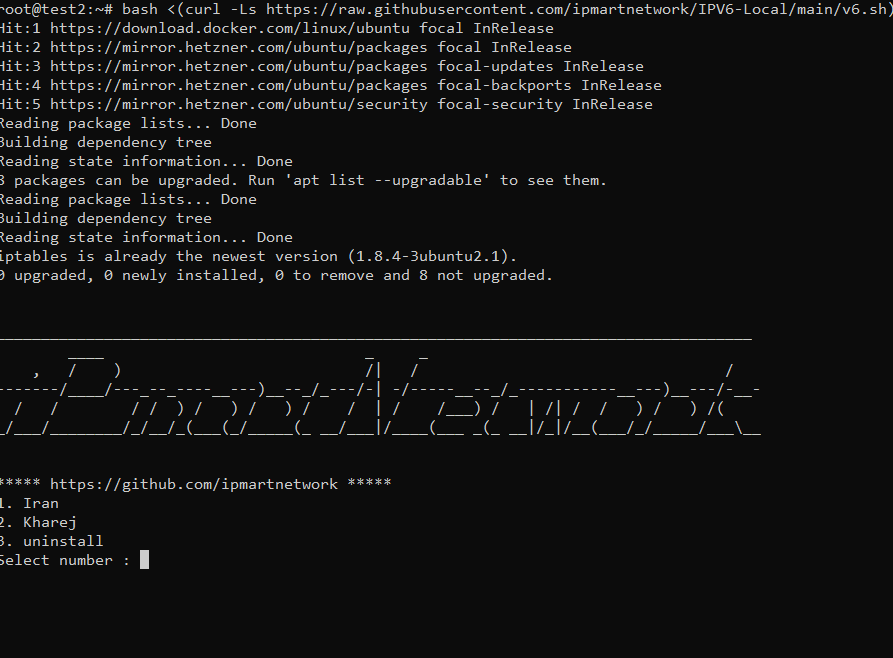 root@test2:~# bash <(curl -Ls https://raw.githubusercontent.com/ipmartnetwork/IPV6-Local/main/v6.sh)
Hit:1 https://download.docker.com/linux/ubuntu focal InRelease
Hit:2 https://mirror.hetzner.com/ubuntu/packages focal InRelease
Hit:3 https://mirror.hetzner.com/ubuntu/packages focal-updates InRelease
Hit:4 https://mirror.hetzner.com/ubuntu/packages focal-backports InRelease
Hit:5 https://mirror.hetzner.com/ubuntu/security focal-security InRelease
Reading package lists... Done
Building dependency tree
Reading state information... Done
8 packages can be upgraded. Run 'apt list --upgradable' to see them.
Reading package lists... Done
Building dependency tree
Reading state information... Done
iptables is already the newest version (1.8.4-3ubuntu2.1).
0 upgraded, 0 newly installed, 0 to remove and 8 not upgraded.
***** https://github.com/ipmartnetwork *****
1. Iran
2. Kharej
3. uninstall
Select number :